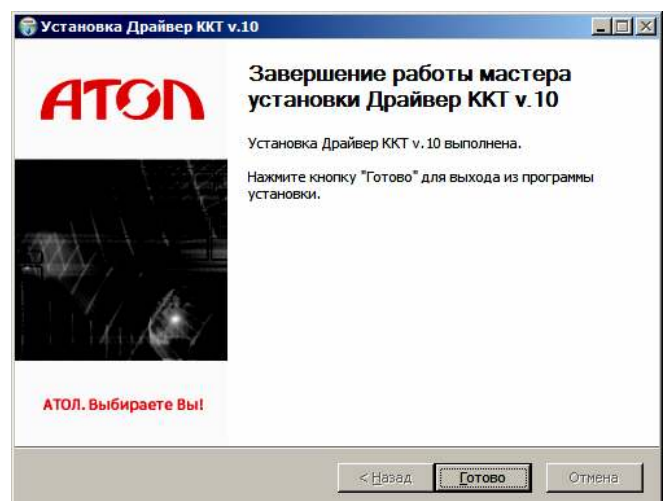 Установка Драйвер ККТ v.10
АТОЛ
Завершение работы мастера
установки Драйвер ККТ v.10
Установка Драйвер ККТ v.10 выполнена.
Нажмите кнопку "Готово" для выхода из программы
установки.
АТОЛ. Выбираете Вы!
< Назад
Готово
Отмена